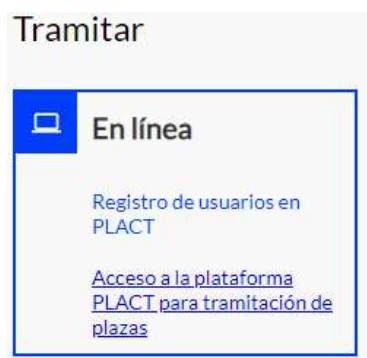 Tramitar
En línea
Registro de usuarios en
PLACT
Acceso a la plataforma
PLACT para tramitación de
plazas